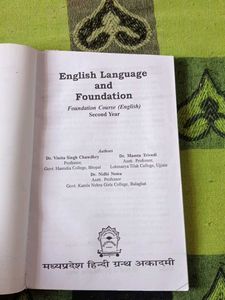 English Language
and
Foundation
Foundation Course (English)
Second Year
Authors
Dr. Vinita Singh Chawdhry
Professor,
Govt. Hamidia College, Bhopal
Dr. Mamta Trivedi
Asstt. Professor,
Lokmanya Tilak College, Ujjain
Dr. Nidhi Nema
Asstt. Professor
Govt. Kamla Nehru Girls College, Balaghat
मध्यप्रदेश हिन्दी ग्रन्थ अकादमी